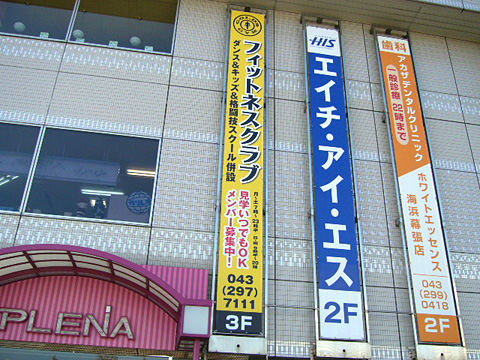 GOLD'S GYM
フィットネスクラブ
ダンス&キッズ&格闘技スクール併設
見学いつでもOK
メンバー募集中!
043
(297)
7111
3F
HIS
エイチ・アイ・エス
2F
歯科
アカザデンタルクリニック
一般診療22時まで
ホワイトエッセンス
海浜幕張店
043
(299)
0418
2F
PLENA